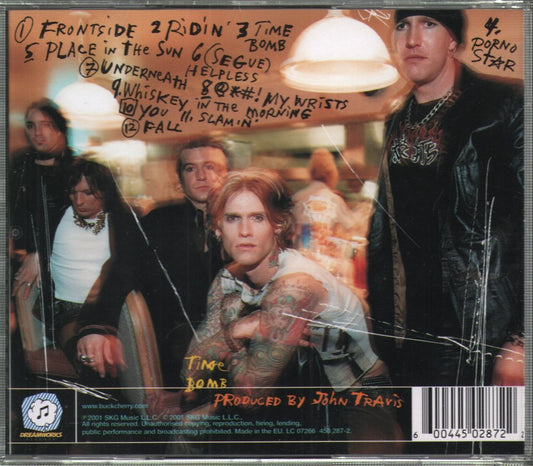 ① FRONTSIDE 2 RIDIN' 3 TIME BOMB
4. PORNO STAR
5 PLACE IN THE SUN 6 (SEGUE) HELPLESS
⑦ UNDERNEATH 8 @*#! MY WRISTS
9. WHISKEY IN THE MORNING
⑩ YOU 11. SLAMIN'
⑫ FALL
TIME BOMB
PRODUCED BY JOHN TRAVIS
www.buckcherry.com
℗2001 SKG Music L.L.C. © 2001 SKG Music L.L.C.,
all rights reserved. Unauthorised copying, reproduction, hiring, lending,
public performance and broadcasting prohibited. Made in the EU. LC 07266 450 287-2.
DREAMWORKS
6 00445 02872